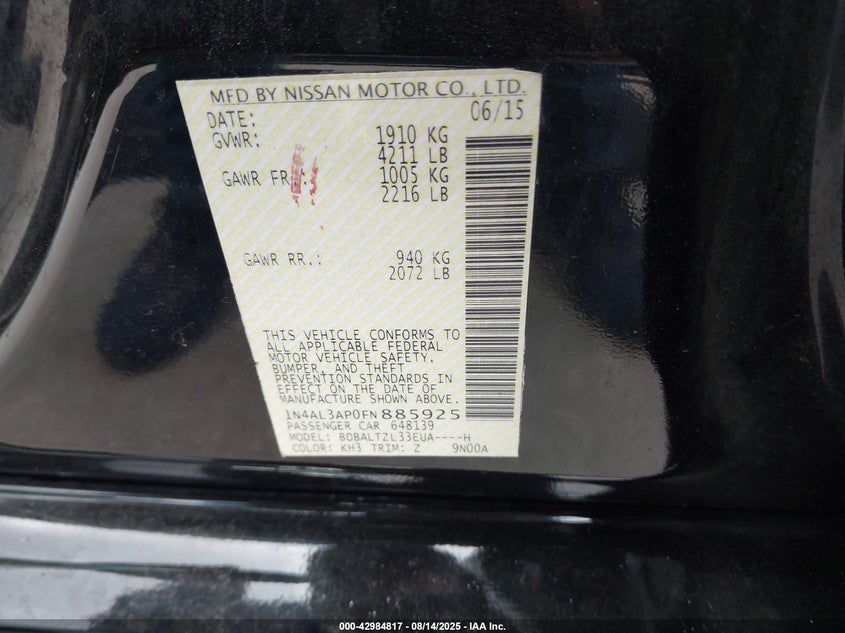 MFD BY NISSAN MOTOR CO., LTD.
DATE: 06/15
GVWR: 1910 KG
4211 LB
GAWR FR.: 1005 KG
2216 LB
GAWR RR.: 940 KG
2072 LB
THIS VEHICLE CONFORMS TO
ALL APPLICABLE FEDERAL
MOTOR VEHICLE SAFETY,
BUMPER, AND THEFT
PREVENTION STANDARDS IN
EFFECT ON THE DATE OF
MANUFACTURE SHOWN ABOVE.
1N4AL3AP0FN885925
PASSENGER CAR 648139
MODEL: BDBALTZL33EUA----H
COLOR: KH3 TRIM: Z 9N00A
000-42984817 - 08/14/2025 - IAA Inc.